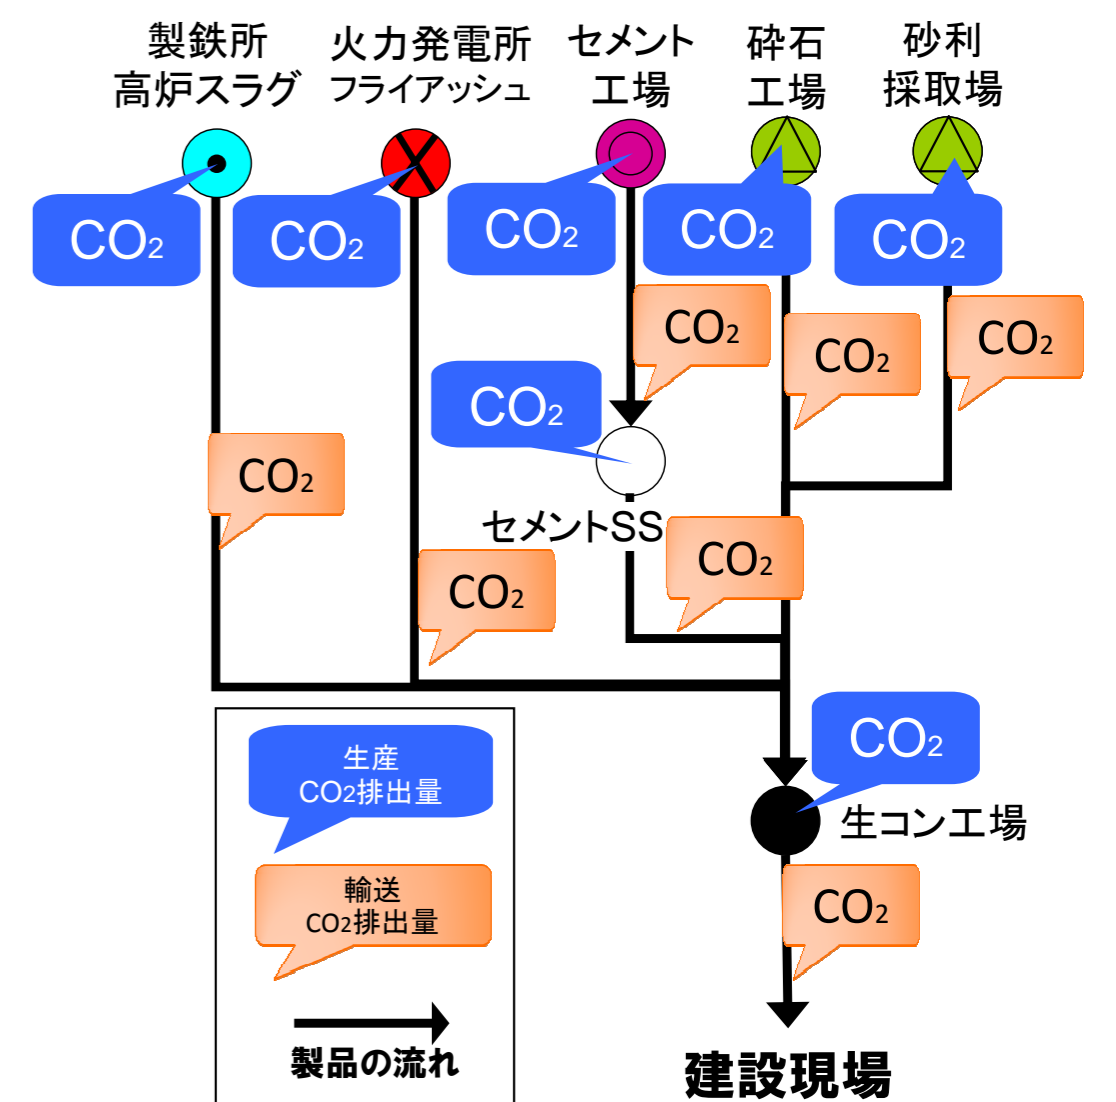 製鉄所
高炉スラグ
火力発電所
フライアッシュ
セメント
工場
砕石
工場
砂利
採取場
CO2
CO2
CO2
CO2
CO2
CO2
CO2
CO2
CO2
CO2
セメントSS
CO2
CO2
CO2
生コン工場
CO2
生産
CO2排出量
輸送
CO2排出量
製品の流れ
建設現場